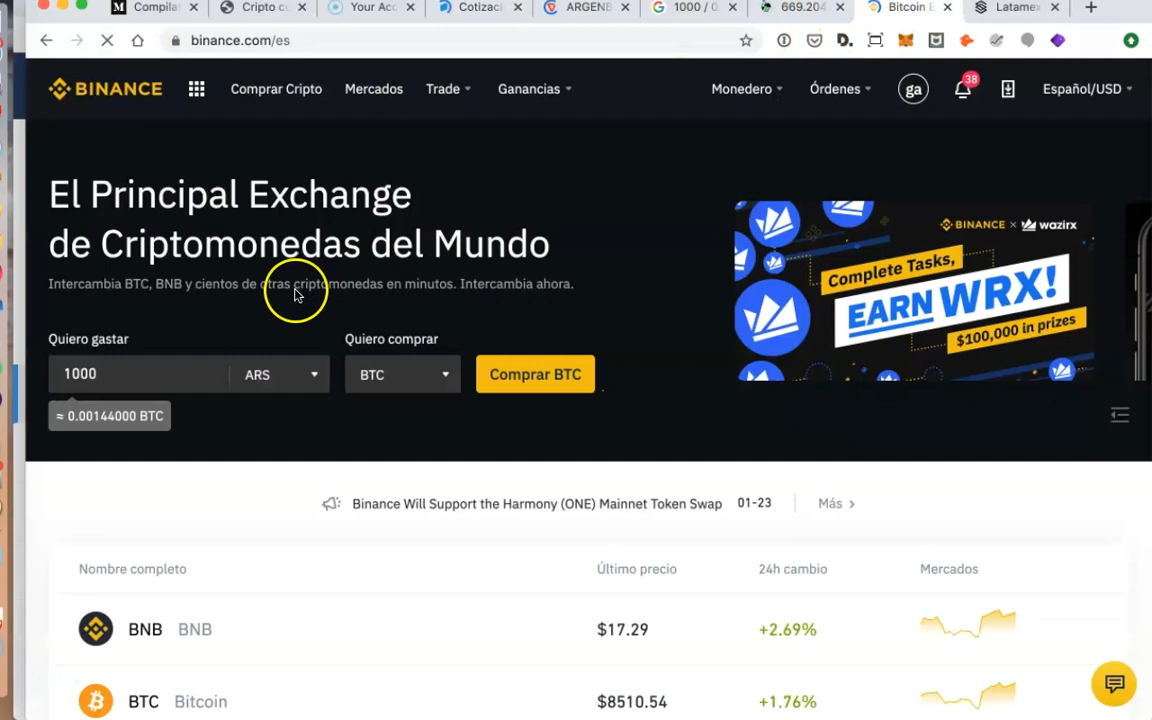 Compilat
Cripto co
Your Acc
Cotizaci
ARGENB
1000 / 0.
669.204
Bitcoin E
Latamex
binance.com/es
BINANCE
Comprar Cripto
Mercados
Trade
Ganancias
Monedero
Órdenes
ga
38
Español/USD
El Principal Exchange
de Criptomonedas del Mundo
Intercambia BTC, BNB y cientos de otras criptomonedas en minutos. Intercambia ahora.
Quiero gastar
Quiero comprar
1000
ARS
BTC
Comprar BTC
≈ 0.00144000 BTC
BINANCE × wazirx
Complete Tasks,
EARN WRX!
$100,000 in prizes
Binance Will Support the Harmony (ONE) Mainnet Token Swap 01-23 Más
Nombre completo
Último precio
24h cambio
Mercados
BNB BNB $17.29 +2.69%
BTC Bitcoin $8510.54 +1.76%